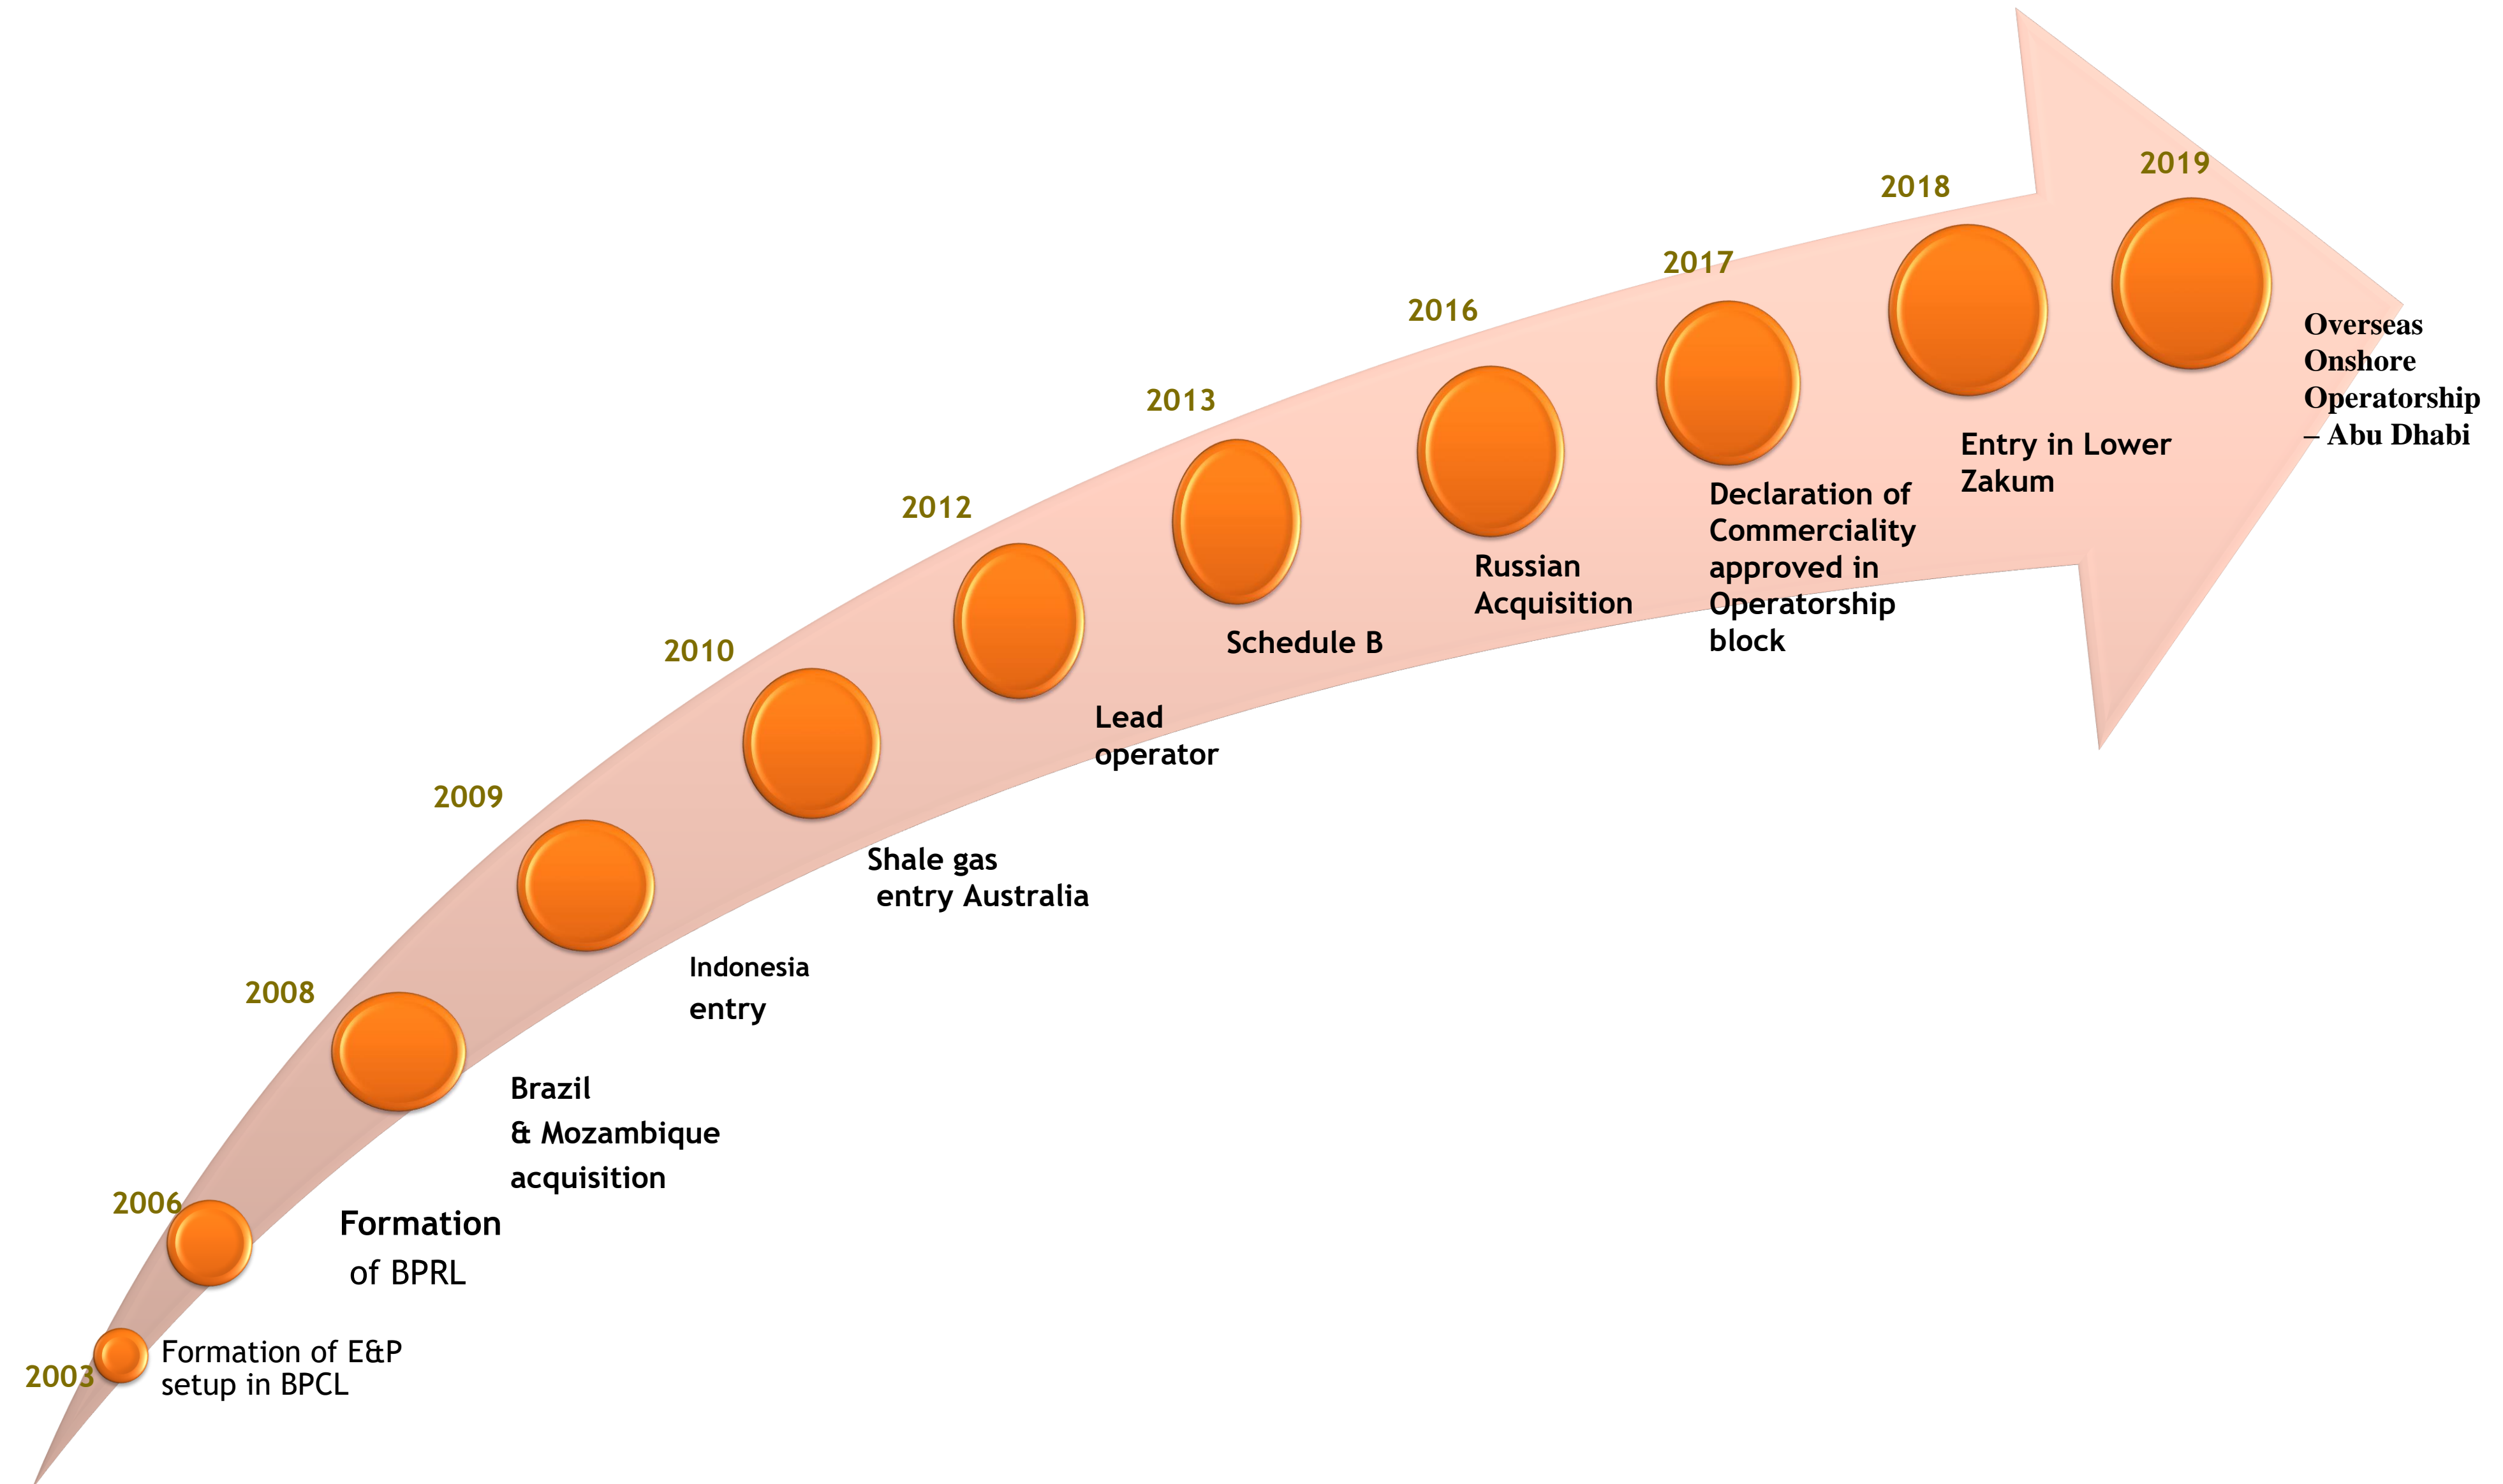 2003
Formation of E&P
setup in BPCL
2006
Formation
of BPRL
2008
Brazil
& Mozambique
acquisition
2009
Indonesia
entry
2010
Shale gas
entry Australia
2012
Lead
operator
2013
Schedule B
2016
Russian
Acquisition
2017
Declaration of
Commerciality
approved in
Operatorship
block
2018
Entry in Lower
Zakum
2019
Overseas
Onshore
Operatorship
– Abu Dhabi